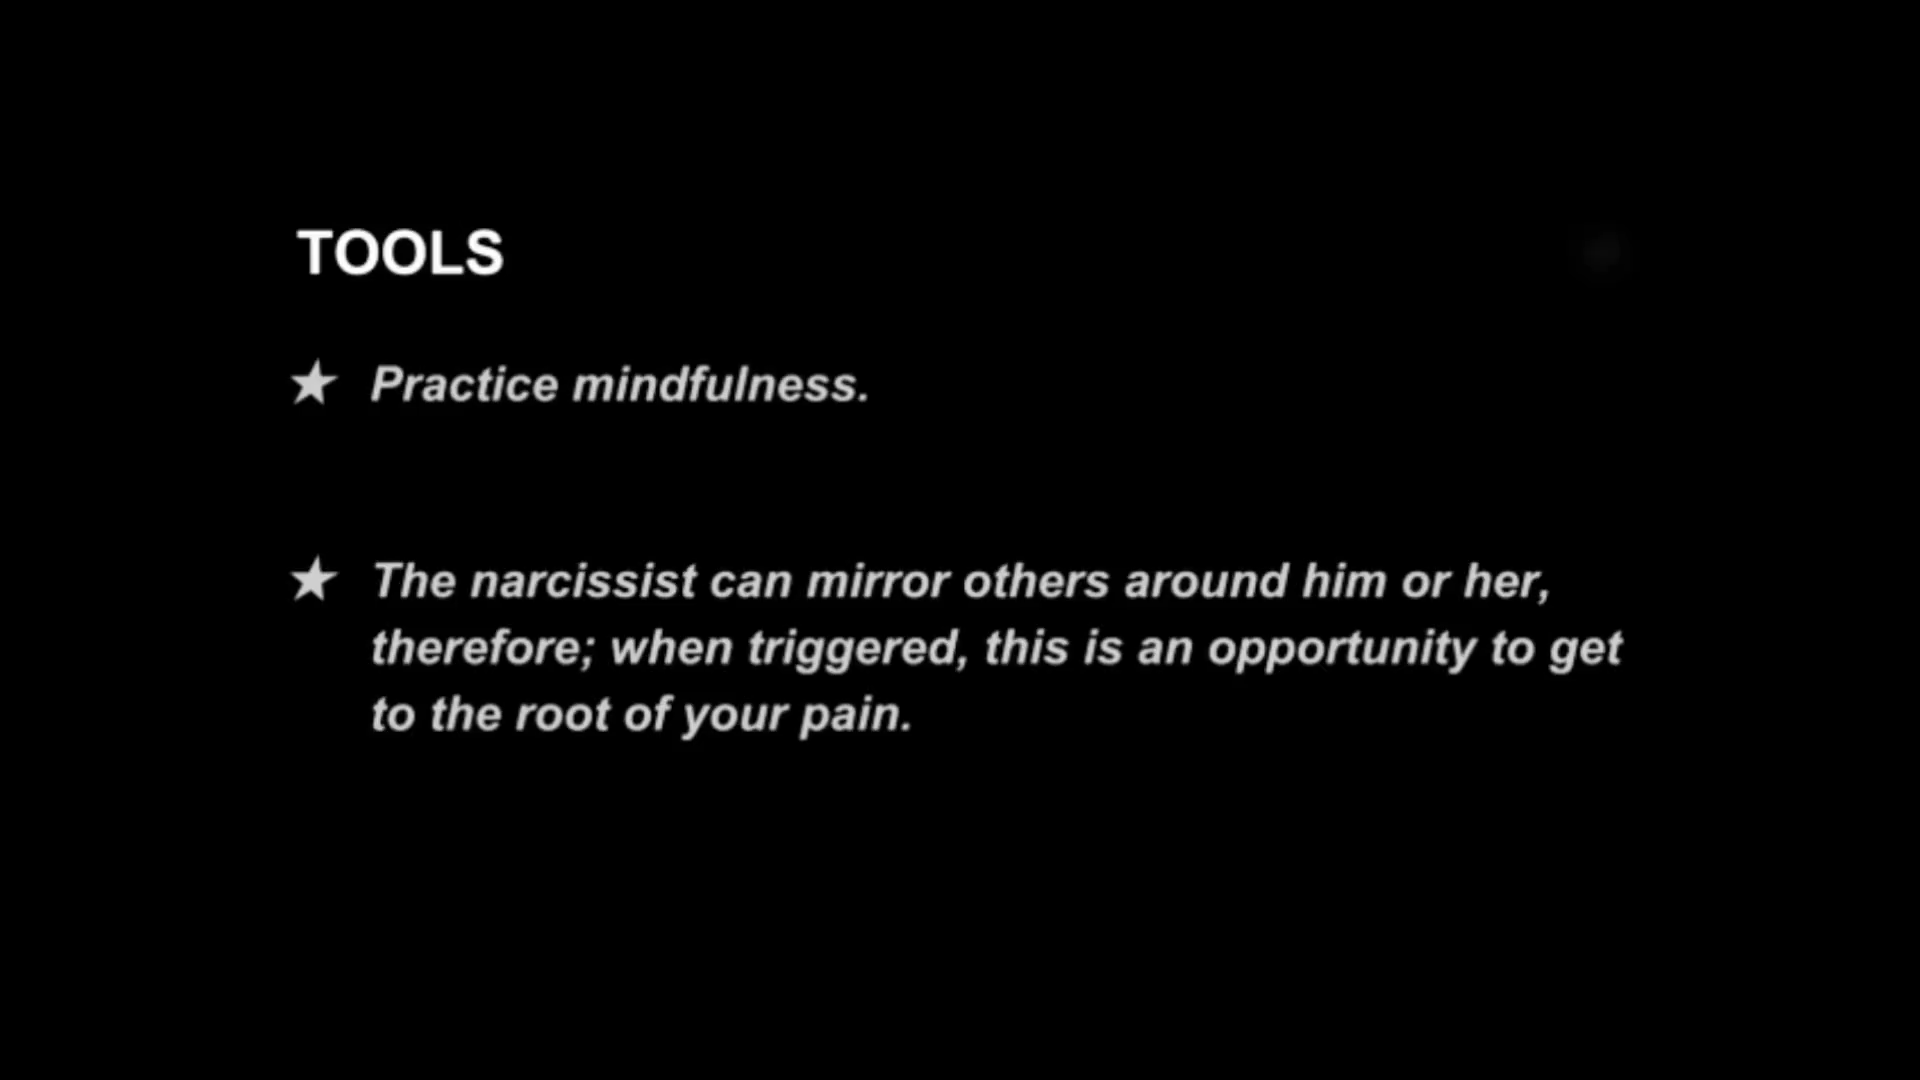 TOOLS
★ Practice mindfulness.
★ The narcissist can mirror others around him or her,
therefore; when triggered, this is an opportunity to get
to the root of your pain.